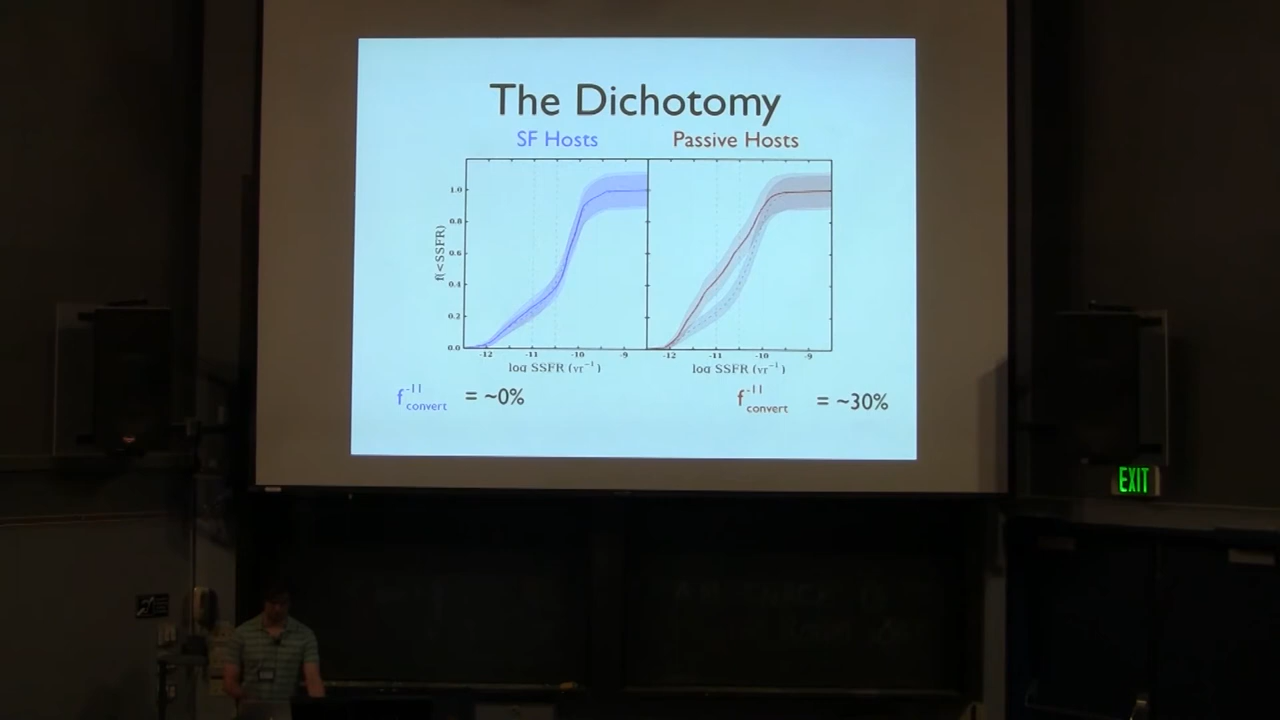 The Dichotomy
SF Hosts
Passive Hosts
f(<SSFR)
1.0
0.8
0.6
0.4
0.2
0.0
-12 -11 -10 -9
-12 -11 -10 -9
log SSFR (yr⁻¹)
log SSFR (yr⁻¹)
f⁻¹¹convert = ~0%
f⁻¹¹convert = ~30%
EXIT